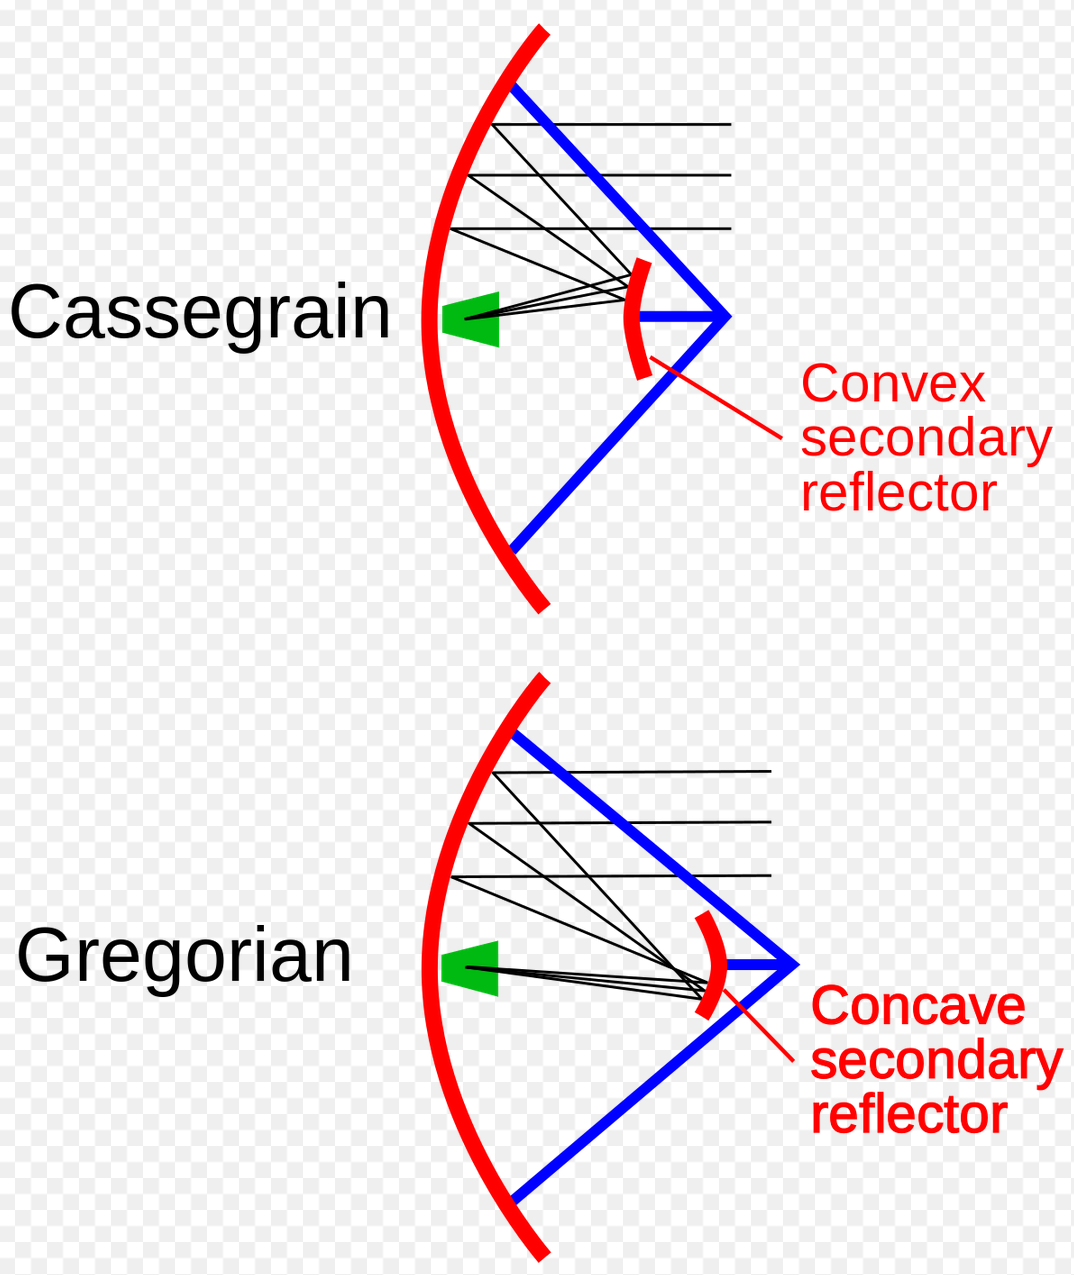 Cassegrain
Convex
secondary
reflector
Gregorian
Concave
secondary
reflector